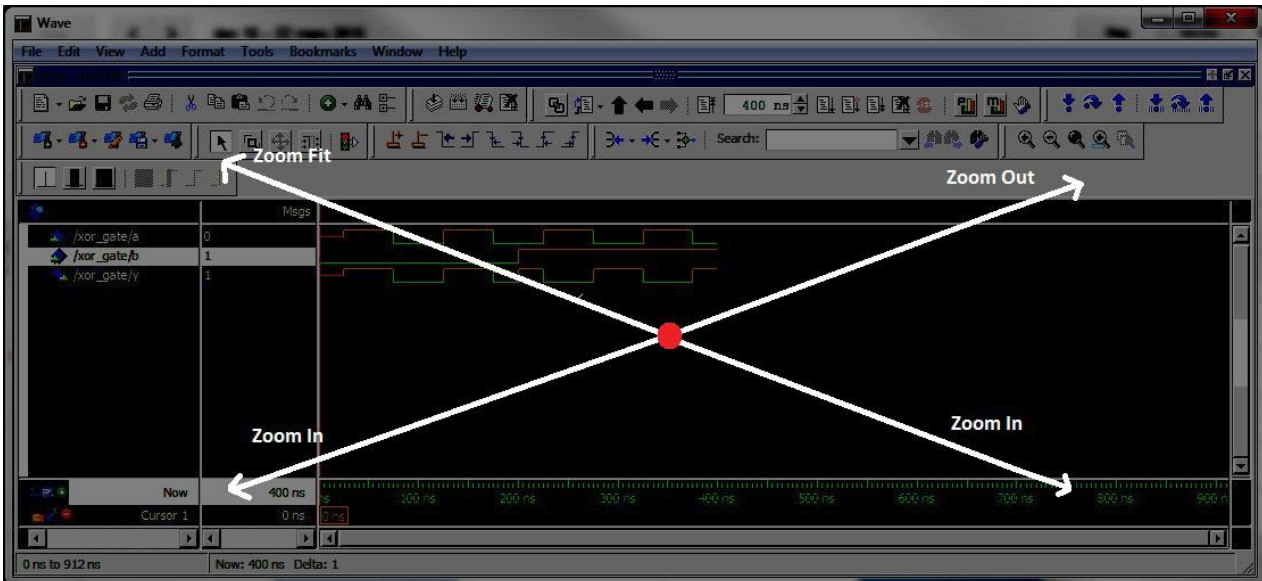 Wave
File Edit View Add Format Tools Bookmarks Window Help
400 ns
Search:
Zoom Fit
Zoom Out
Msgs
/xor_gate/a 0
/xor_gate/b 1
/xor_gate/y 1
Zoom In
Zoom In
Now 400 ns
ns 100 ns 200 ns 300 ns 400 ns 500 ns 600 ns 700 ns 800 ns 900 n
Cursor 1 0 ns 0 ns
0 ns to 912 ns Now: 400 ns Delta: 1